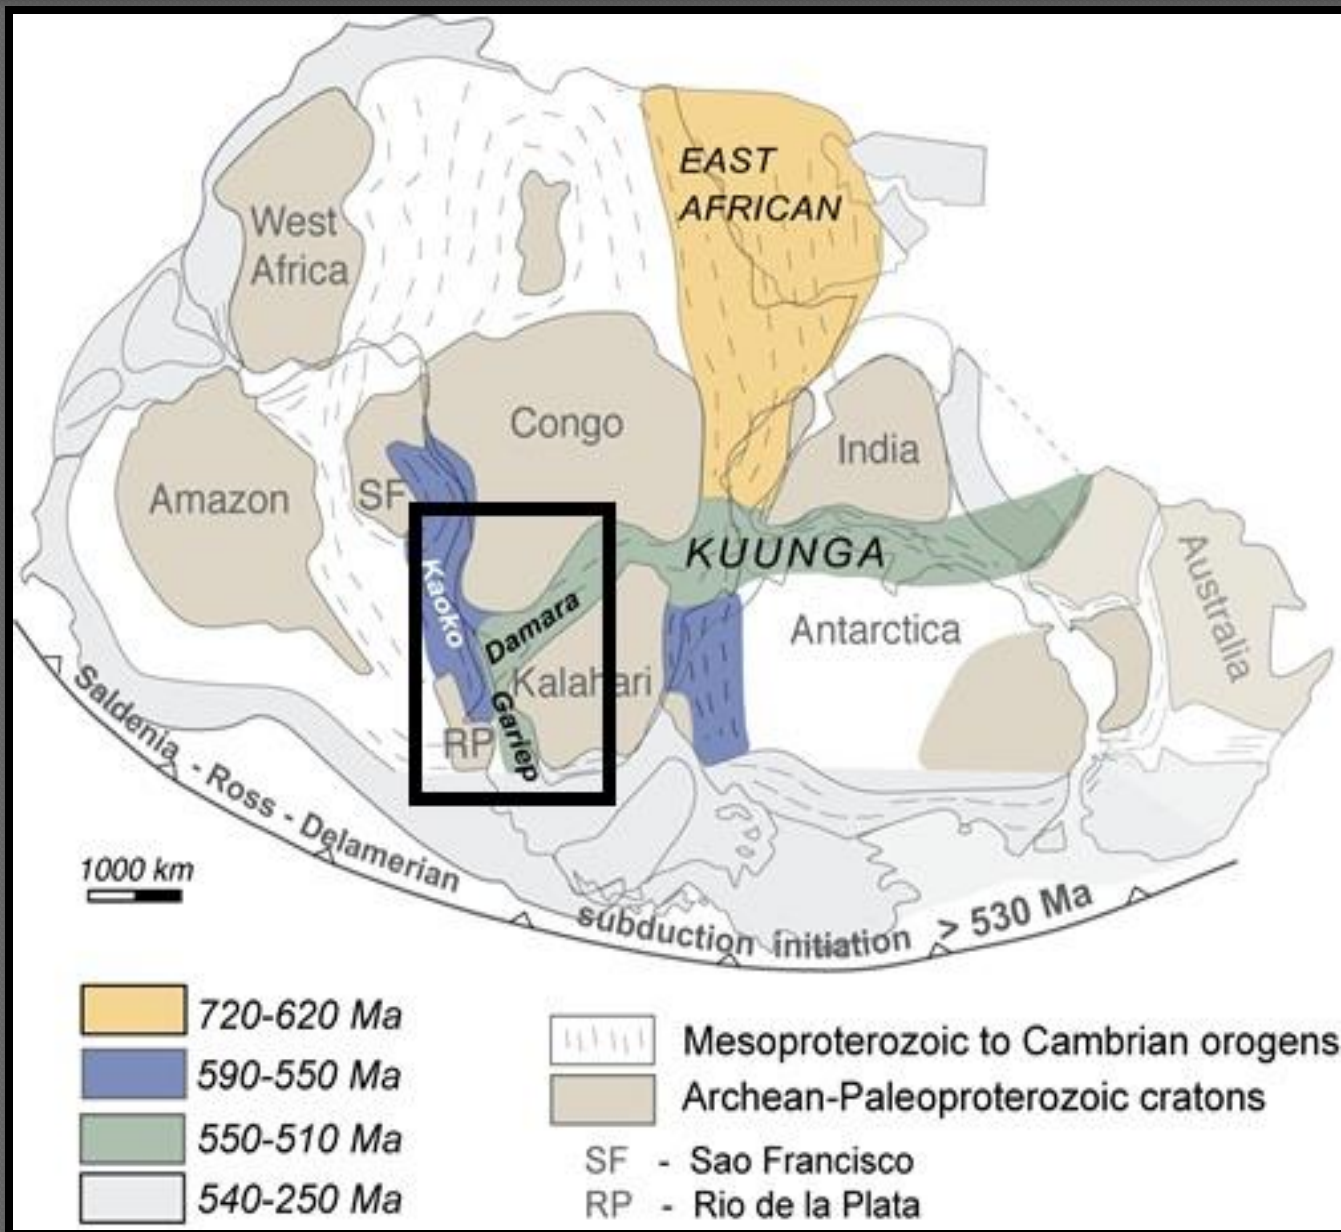 EAST
AFRICAN
West
Africa
Congo
India
Amazon
SF
KUUNGA
Kaoko
Damara
Antarctica
Australia
Kalahari
Gariep
RP
Saldenia - Ross - Delamerian
subduction initiation > 530 Ma
1000 km
720-620 Ma
590-550 Ma
550-510 Ma
540-250 Ma
Mesoproterozoic to Cambrian orogens
Archean-Paleoproterozoic cratons
SF - Sao Francisco
RP - Rio de la Plata